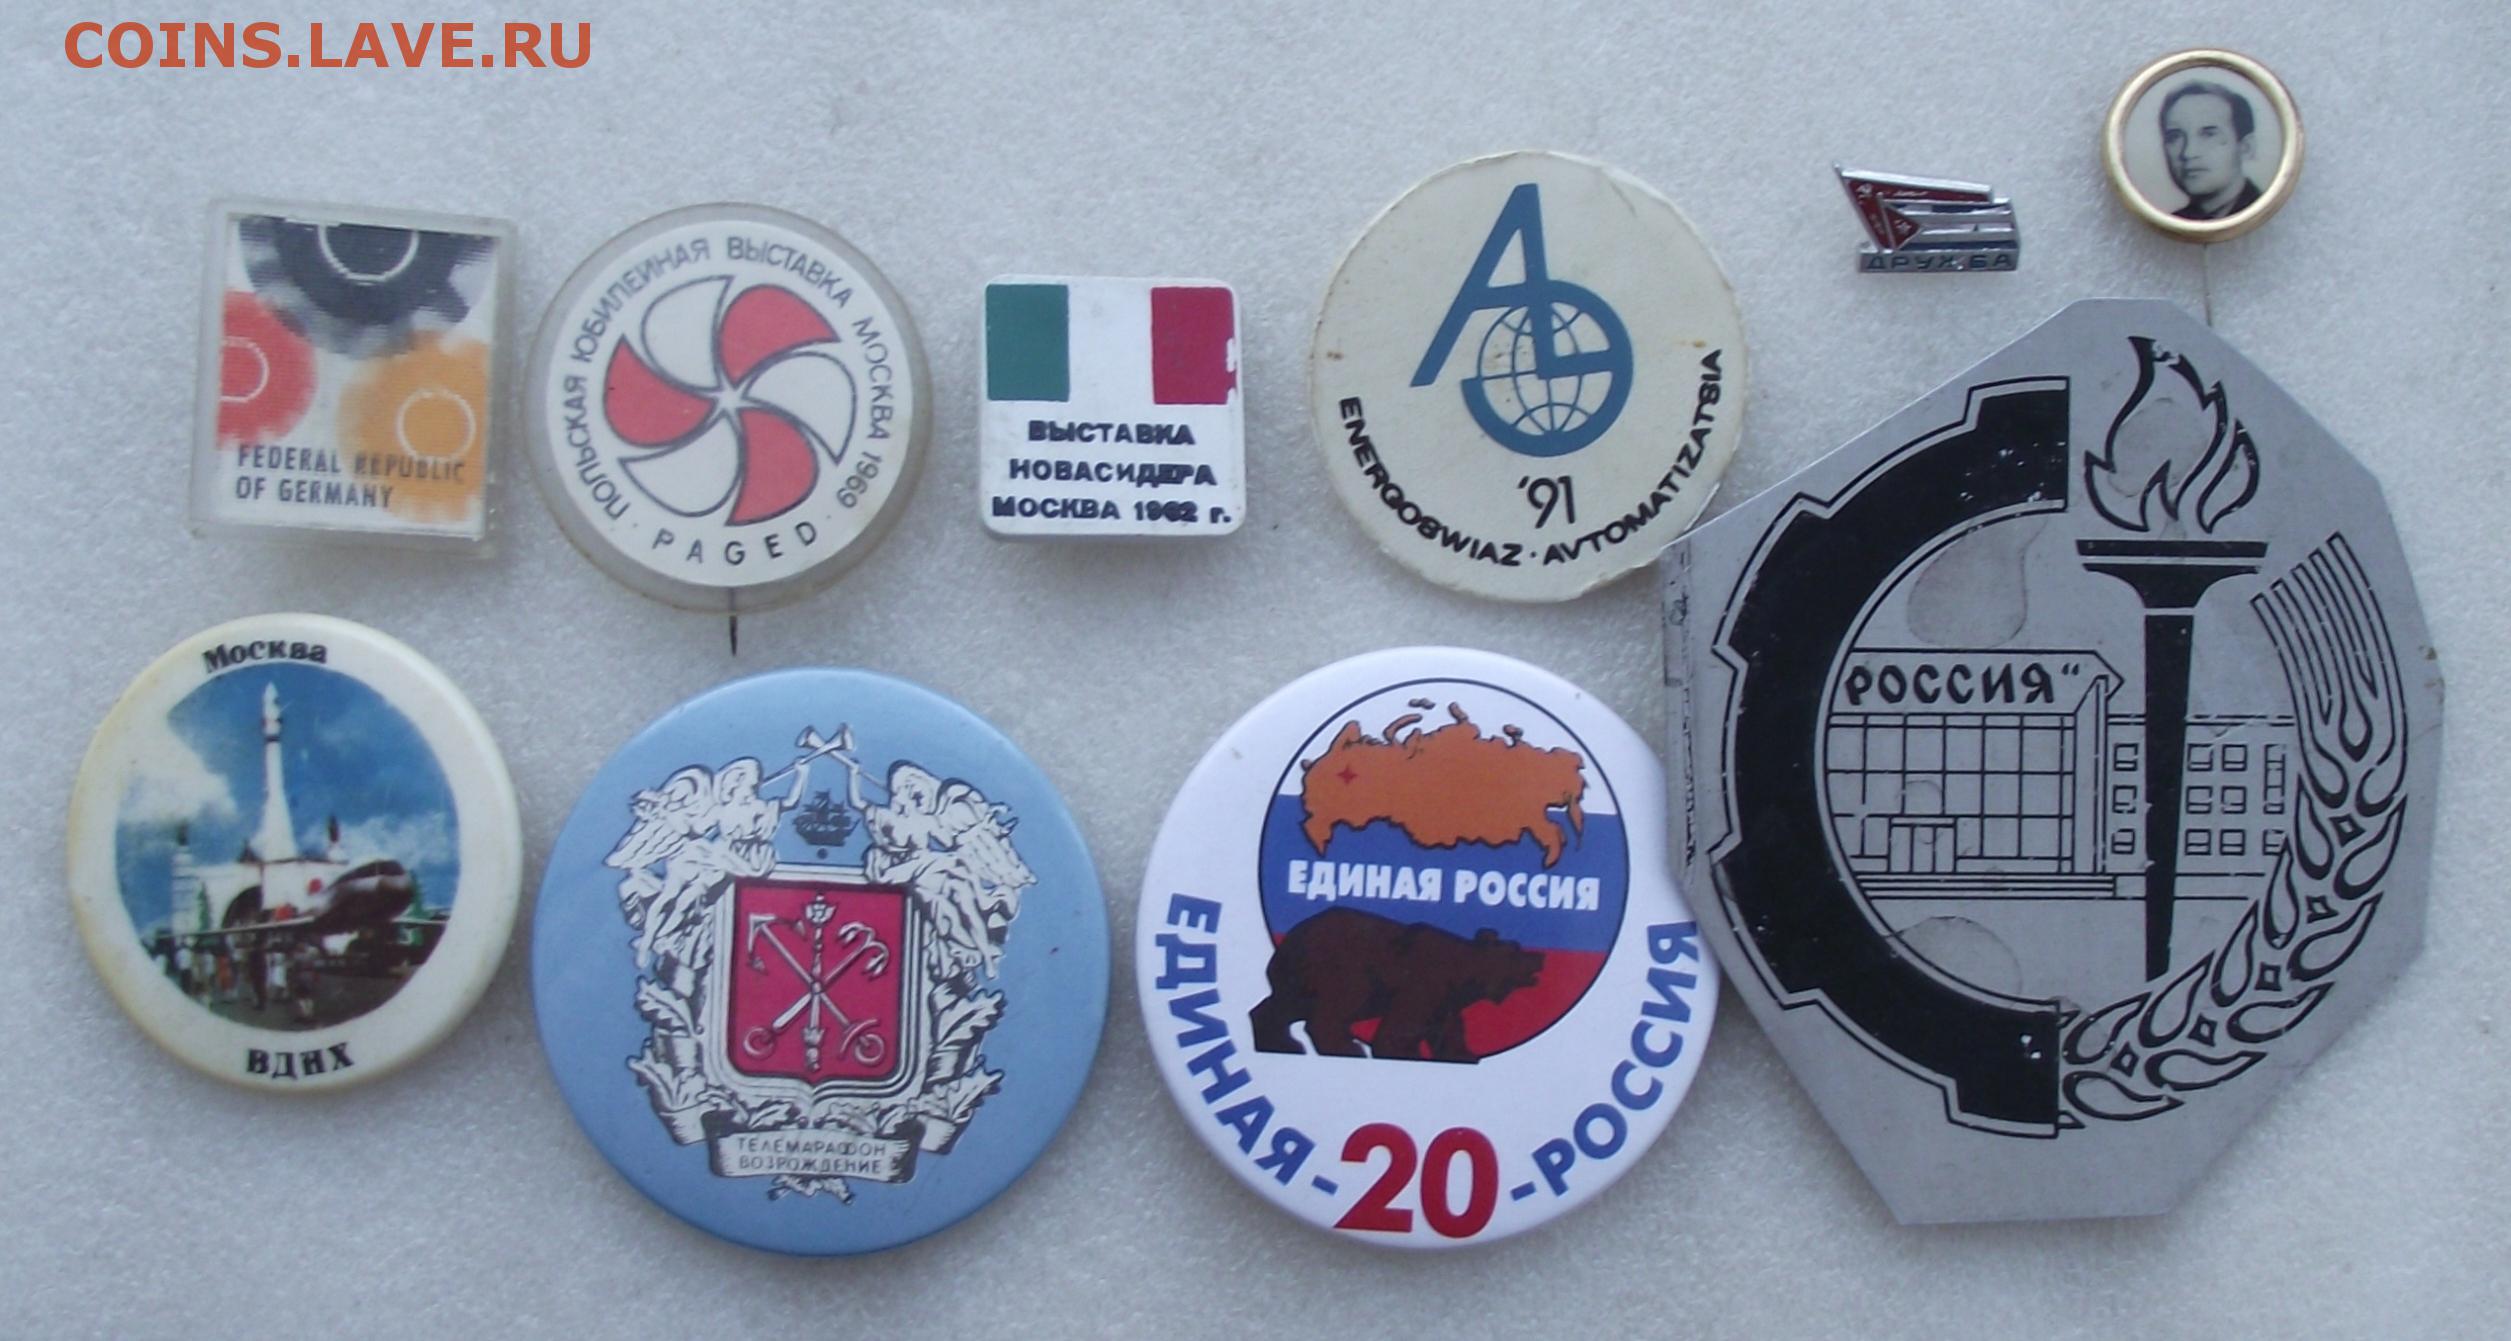 COINS.LAVE.RU
FEDERAL REPUBLIC
OF GERMANY
ПОЛЬСКАЯ ЮБИЛЕЙНАЯ ВЫСТАВКА МОСКВА 1969
· PAGED ·
ВЫСТАВКА
НОВАСИДЕРА
МОСКВА 1962 г.
'91
ENERGOSWIAZ · AVTOMATIZATSIA
ДРУЖБА
Москва
ВДНХ
ТЕЛЕМАРАФОН
ВОЗРОЖДЕНИЕ
ЕДИНАЯ РОССИЯ
ЕДИНАЯ-20-РОССИЯ
РОССИЯ"